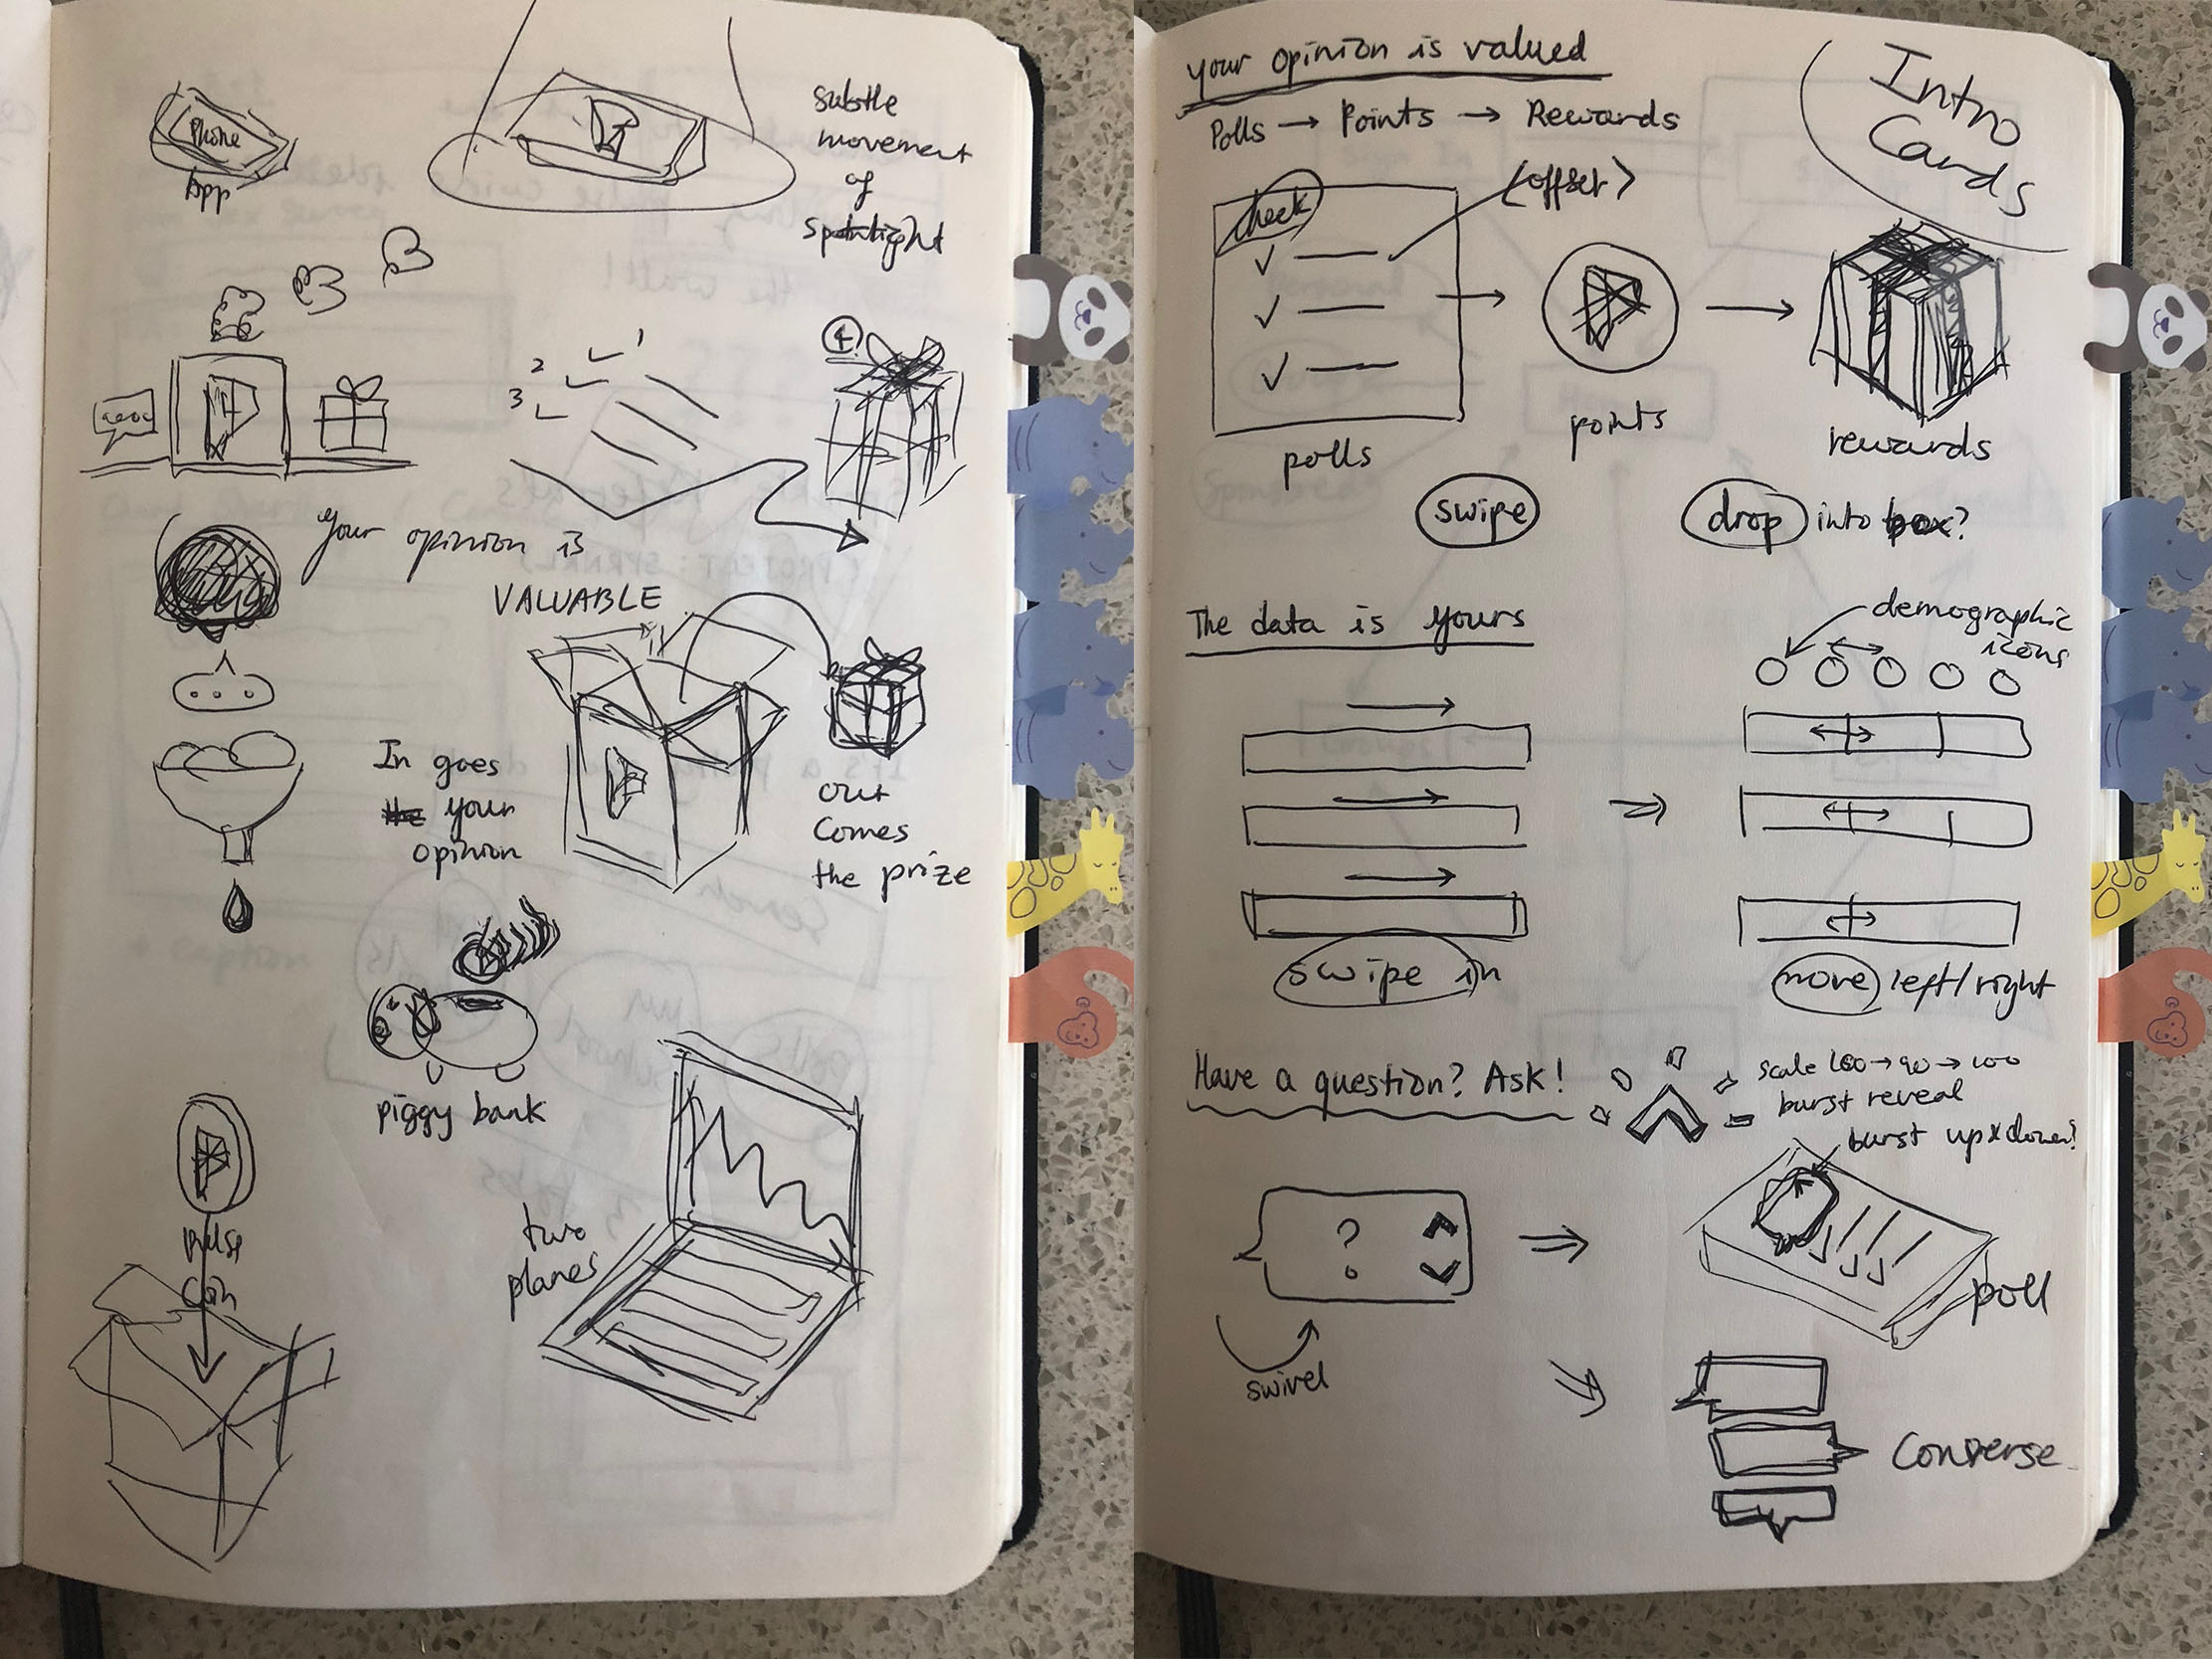 Phone
App
subtle
movement
of
spotlight
1
2
3
4
your opinion is
VALUABLE
In goes
your
opinion
out
comes
the prize
piggy bank
pulse
coin
two
planes
your opinion is valued
Intro
Cards
Polls → Points → Rewards
(offset)
check
polls
points
rewards
swipe
drop into box?
The data is yours
demographic
icons
swipe in
move left/right
Have a question? Ask!
scale 100→90→100
burst reveal
burst up x down?
?
swivel
poll
Converse